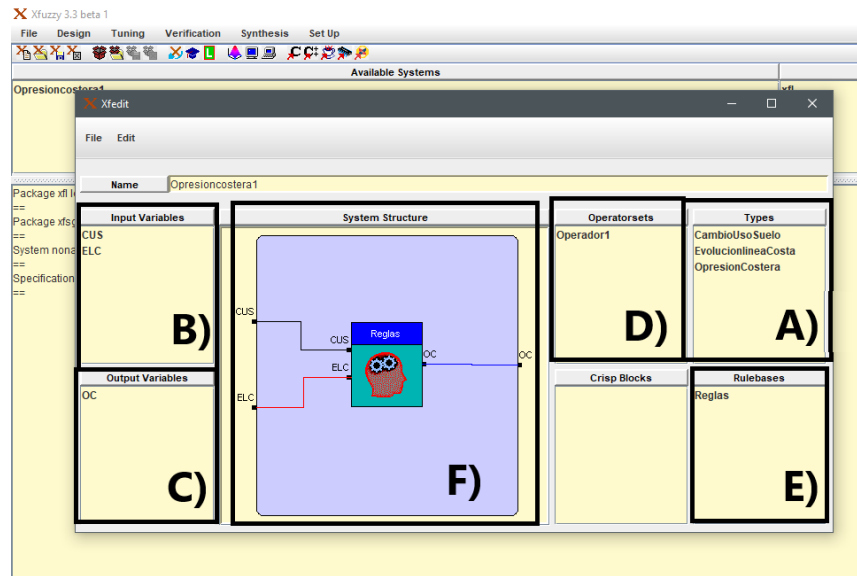 Xfuzzy 3.3 beta 1
File Design Tuning Verification Synthesis Set Up
Available Systems
Opresioncostera1
xfl
Xfedit
File Edit
Name Opresioncostera1
Package xfl
==
Package xfsg
==
System nona
==
Specification
==
Input Variables
CUS
ELC
B)
Output Variables
OC
C)
System Structure
CUS
ELC
Reglas
CUS
ELC
OC
OC
F)
Operatorsets
Operador1
D)
Types
CambioUsoSuelo
EvolucionlineaCosta
OpresionCostera
A)
Crisp Blocks
Rulebases
Reglas
E)